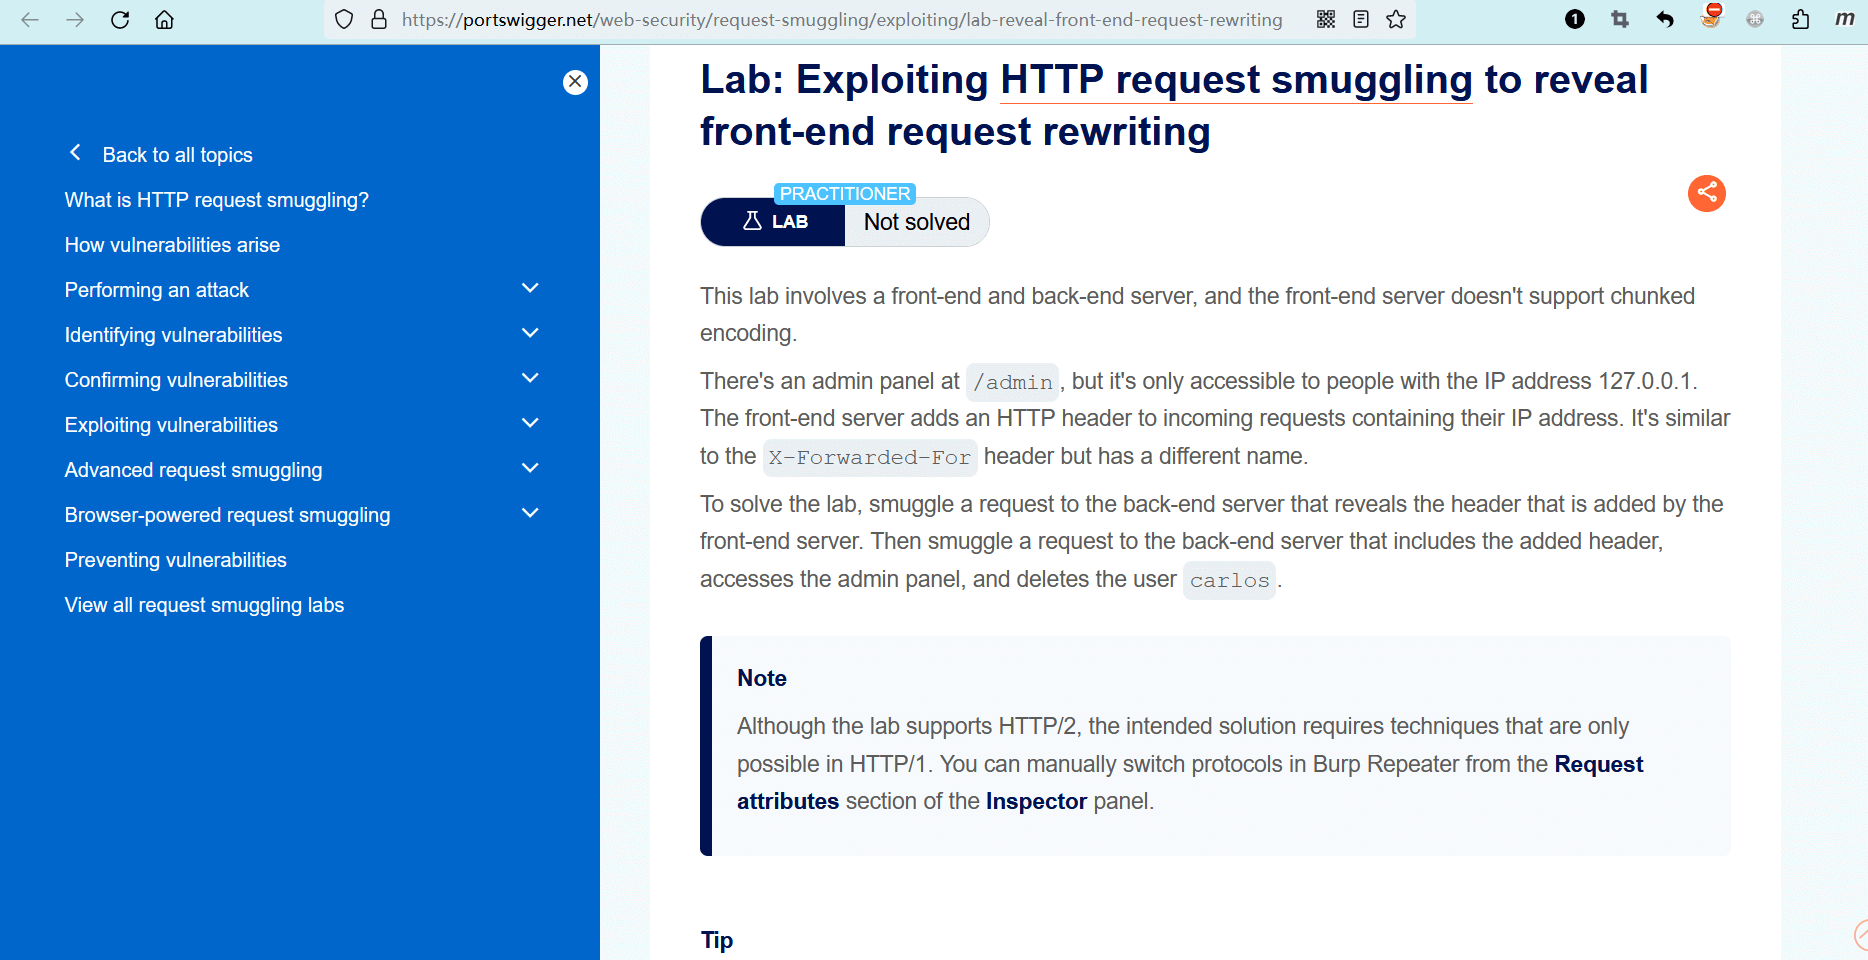 https://portswigger.net/web-security/request-smuggling/exploiting/lab-reveal-front-end-request-rewriting
1
m
Back to all topics
What is HTTP request smuggling?
How vulnerabilities arise
Performing an attack
Identifying vulnerabilities
Confirming vulnerabilities
Exploiting vulnerabilities
Advanced request smuggling
Browser-powered request smuggling
Preventing vulnerabilities
View all request smuggling labs
Lab: Exploiting HTTP request smuggling to reveal
front-end request rewriting
PRACTITIONER
LAB Not solved
This lab involves a front-end and back-end server, and the front-end server doesn't support chunked
encoding.
There's an admin panel at /admin, but it's only accessible to people with the IP address 127.0.0.1.
The front-end server adds an HTTP header to incoming requests containing their IP address. It's similar
to the X-Forwarded-For header but has a different name.
To solve the lab, smuggle a request to the back-end server that reveals the header that is added by the
front-end server. Then smuggle a request to the back-end server that includes the added header,
accesses the admin panel, and deletes the user carlos.
Note
Although the lab supports HTTP/2, the intended solution requires techniques that are only
possible in HTTP/1. You can manually switch protocols in Burp Repeater from the Request
attributes section of the Inspector panel.
Tip